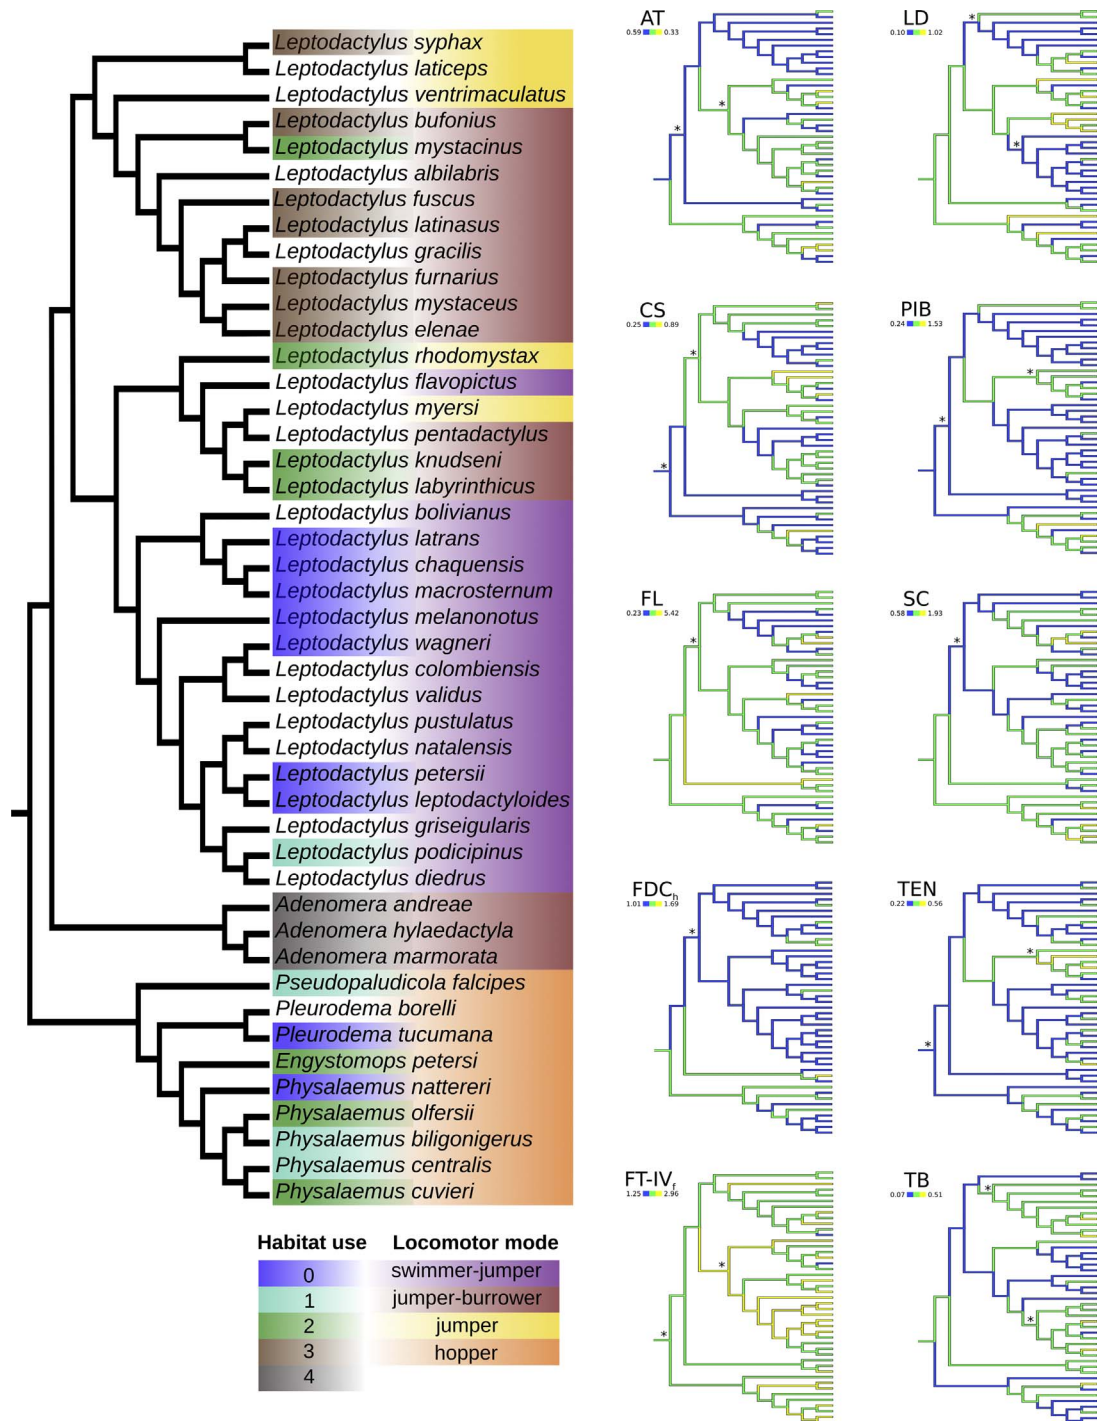 Leptodactylus syphax
Leptodactylus laticeps
Leptodactylus ventrimaculatus
Leptodactylus bufonius
Leptodactylus mystacinus
Leptodactylus albilabris
Leptodactylus fuscus
Leptodactylus latinasus
Leptodactylus gracilis
Leptodactylus furnarius
Leptodactylus mystaceus
Leptodactylus elenae
Leptodactylus rhodomystax
Leptodactylus flavopictus
Leptodactylus myersi
Leptodactylus pentadactylus
Leptodactylus knudseni
Leptodactylus labyrinthicus
Leptodactylus bolivianus
Leptodactylus latrans
Leptodactylus chaquensis
Leptodactylus macrosternum
Leptodactylus melanonotus
Leptodactylus wagneri
Leptodactylus colombiensis
Leptodactylus validus
Leptodactylus pustulatus
Leptodactylus natalensis
Leptodactylus petersii
Leptodactylus leptodactyloides
Leptodactylus griseigularis
Leptodactylus podicipinus
Leptodactylus diedrus
Adenomera andreae
Adenomera hylaedactyla
Adenomera marmorata
Pseudopaludicola falcipes
Pleurodema borelli
Pleurodema tucumana
Engystomops petersi
Physalaemus nattereri
Physalaemus olfersii
Physalaemus biligonigerus
Physalaemus centralis
Physalaemus cuvieri
Habitat use Locomotor mode
0 swimmer-jumper
1 jumper-burrower
2 jumper
3 hopper
4
AT
0.59 0.33
*
*
LD
0.10 1.02
*
*
CS
0.25 0.89
*
*
PIB
0.24 1.53
*
*
FL
0.23 5.42
*
SC
0.58 1.93
*
FDCh
1.01 1.69
*
TEN
0.22 0.56
*
*
FT-IVf
1.25 2.96
*
*
TB
0.07 0.51
*
*